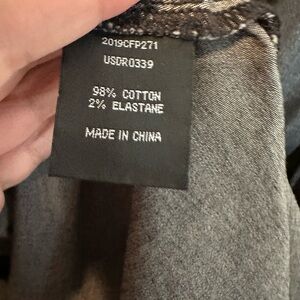 2019CFP271
USDR0339
98% COTTON
2% ELASTANE
MADE IN CHINA